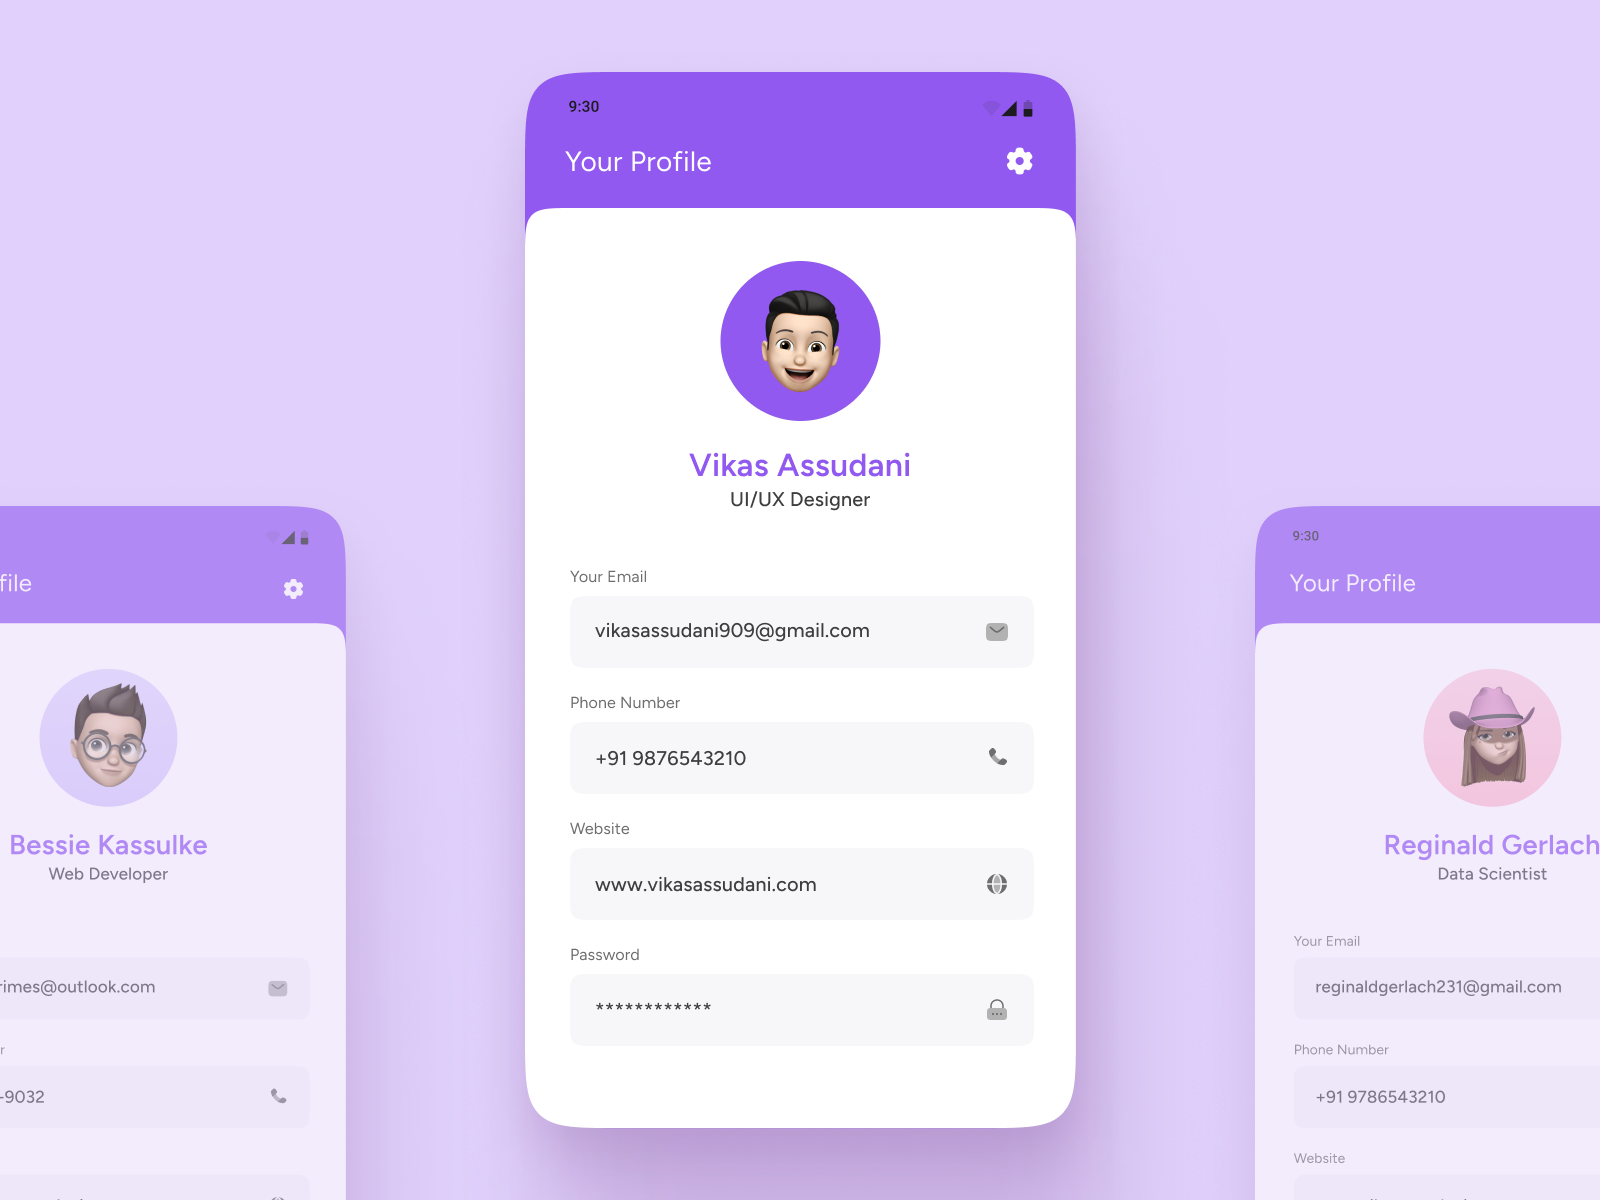 9:30
Your Profile
Vikas Assudani
UI/UX Designer
Your Email
vikasassudani909@gmail.com
Phone Number
+91 9876543210
Website
www.vikasassudani.com
Password
************
Bessie Kassulke
Web Developer
@outlook.com
-9032
9:30
Your Profile
Reginald Gerlach
Data Scientist
Your Email
reginaldgerlach231@gmail.com
Phone Number
+91 9786543210
Website